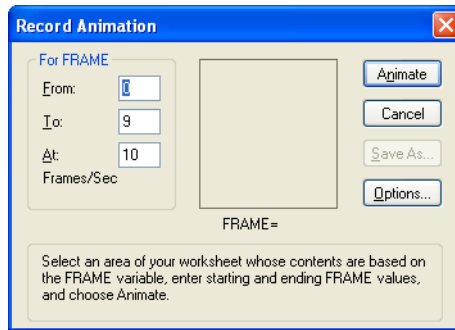 Record Animation
For FRAME
From: 0
To: 9
At: 10
Frames/Sec
FRAME=
Animate
Cancel
Save As...
Options...
Select an area of your worksheet whose contents are based on
the FRAME variable, enter starting and ending FRAME values,
and choose Animate.